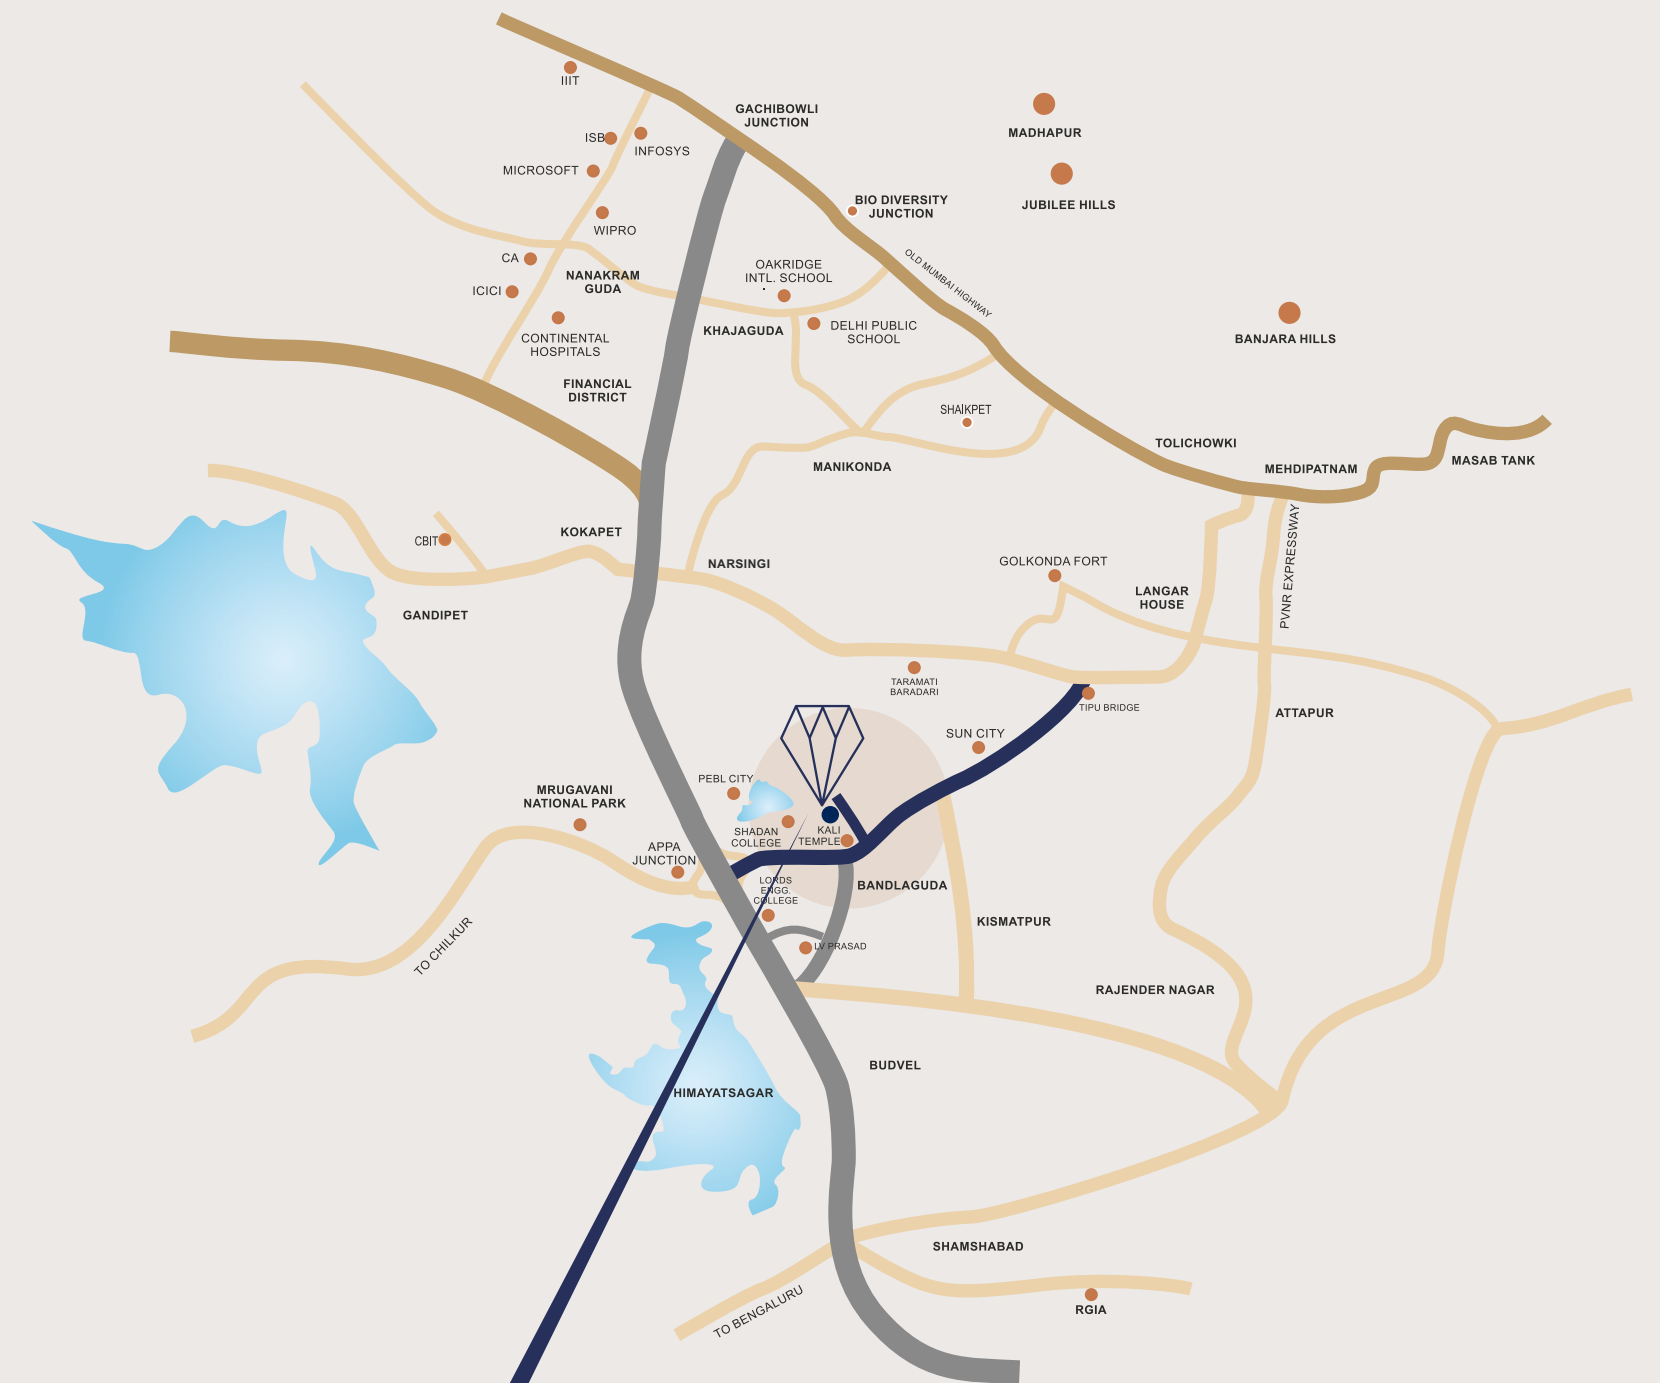 IIIT
GACHIBOWLI
JUNCTION
MADHAPUR
ISB
INFOSYS
MICROSOFT
JUBILEE HILLS
BIO DIVERSITY
JUNCTION
WIPRO
CA
OLD MUMBAI HIGHWAY
OAKRIDGE
INTL. SCHOOL
NANAKRAM
GUDA
ICICI
KHAJAGUDA
DELHI PUBLIC
SCHOOL
CONTINENTAL
HOSPITALS
BANJARA HILLS
FINANCIAL
DISTRICT
SHAIKPET
TOLICHOWKI
MANIKONDA
MEHDIPATNAM
MASAB TANK
KOKAPET
CBIT
NARSINGI
GOLKONDA FORT
PVNR EXPRESSWAY
LANGAR
HOUSE
GANDIPET
TARAMATI
BARADARI
TIPU BRIDGE
ATTAPUR
SUN CITY
PEBL CITY
MRUGAVANI
NATIONAL PARK
SHADAN
COLLEGE
KALI
TEMPLE
APPA
JUNCTION
LORDS
ENGG.
COLLEGE
BANDLAGUDA
KISMATPUR
TO CHILKUR
LV PRASAD
RAJENDER NAGAR
BUDVEL
HIMAYATSAGAR
SHAMSHABAD
TO BENGALURU
RGIA